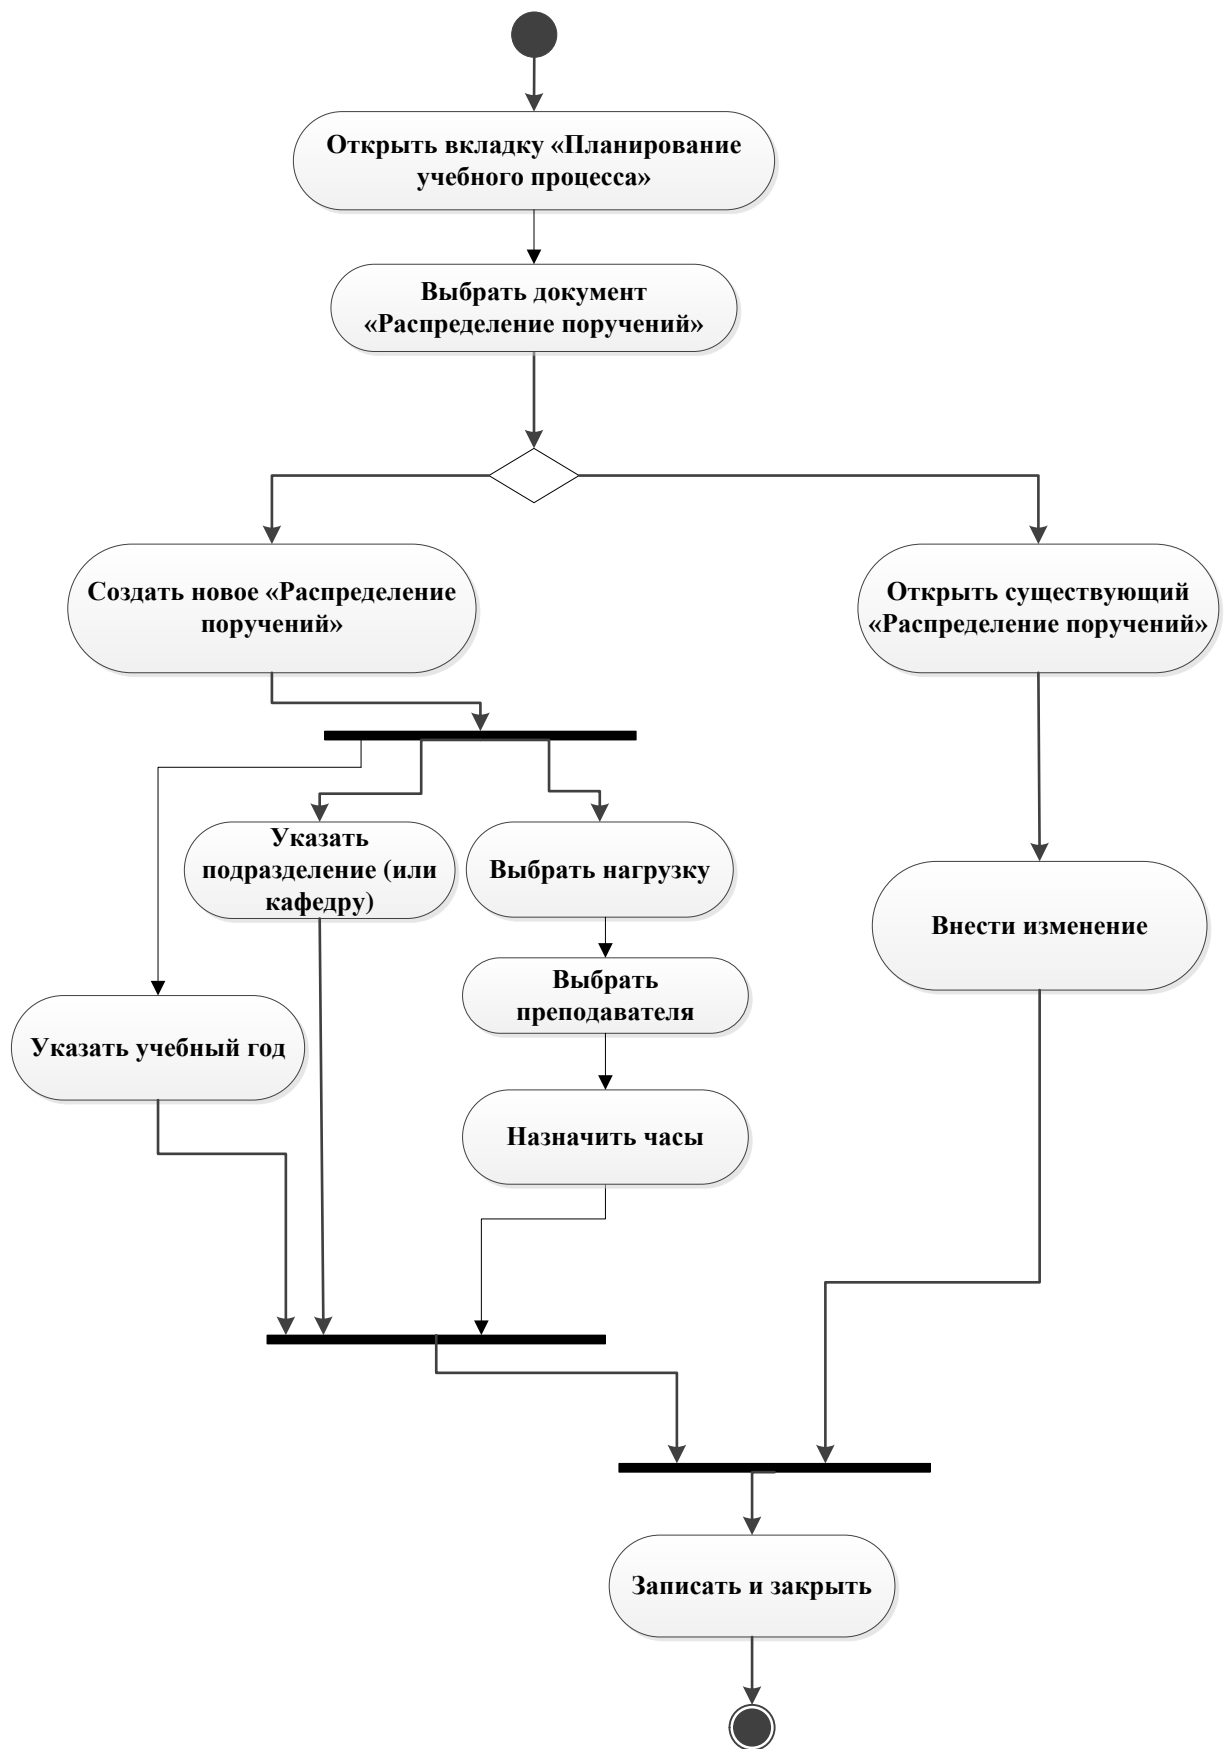 Открыть вкладку «Планирование
учебного процесса»
Выбрать документ
«Распределение поручений»
Создать новое «Распределение
поручений»
Открыть существующий
«Распределение поручений»
Указать
подразделение (или
кафедру)
Выбрать нагрузку
Внести изменение
Выбрать
преподавателя
Указать учебный год
Назначить часы
Записать и закрыть